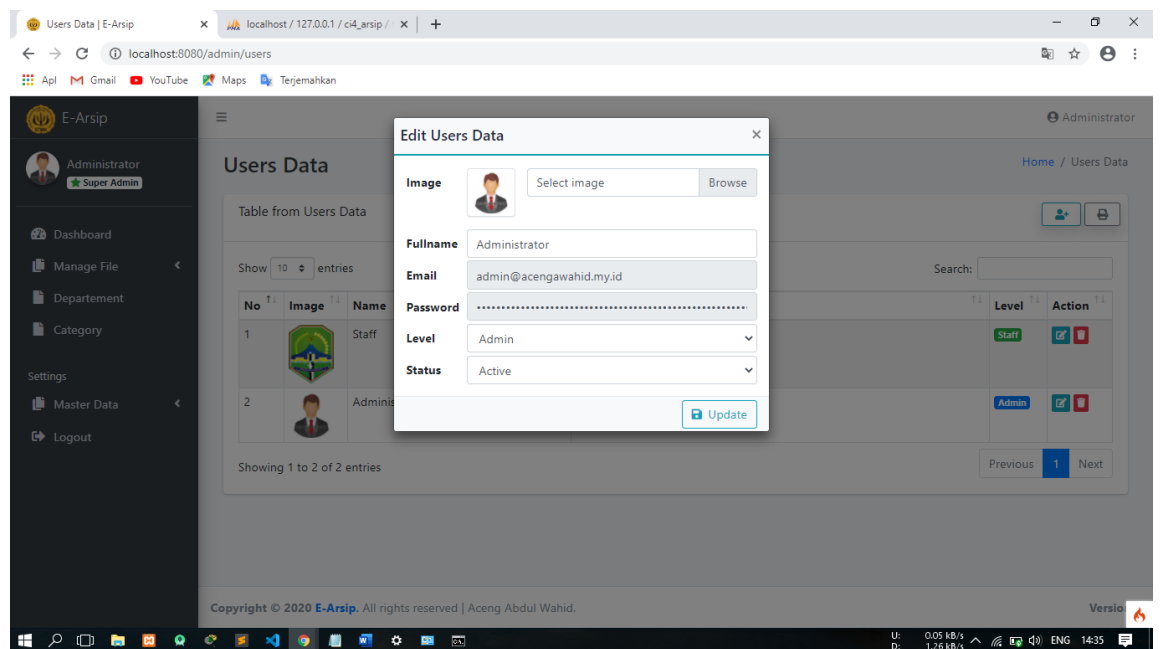 Users Data | E-Arsip
localhost / 127.0.0.1 / ci4_arsip /
localhost:8080/admin/users
Apl Gmail YouTube Maps Terjemahkan
E-Arsip
Administrator
Administrator
Super Admin
Dashboard
Manage File
Departement
Category
Settings
Master Data
Logout
Users Data
Home / Users Data
Table from Users Data
Show 10 entries
Search:
No Image Name Level Action
1 Staff Staff
2 Adminis Admin
Showing 1 to 2 of 2 entries
Previous 1 Next
Edit Users Data
Image Select image Browse
Fullname Administrator
Email admin@acengawahid.my.id
Password
Level Admin
Status Active
Update
Copyright © 2020 E-Arsip. All rights reserved | Aceng Abdul Wahid.
Versio
U: 0.05 kB/s
D: 1.26 kB/s
ENG 14:35